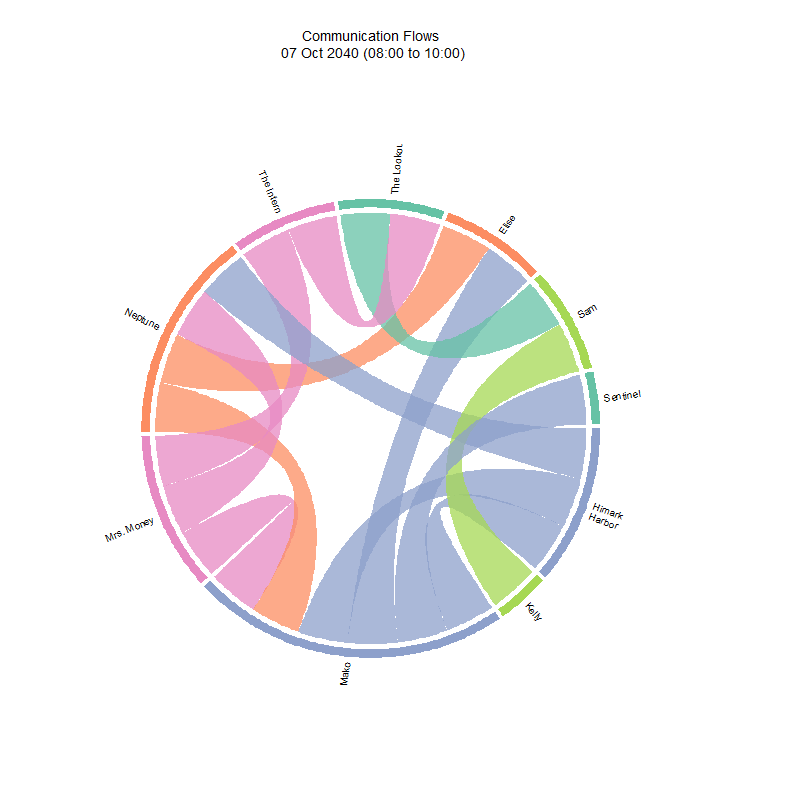 Communication Flows
07 Oct 2040 (08:00 to 10:00)
The Lookou
The Intern
Elise
Sam
Neptune
Sentinel
Himark
Harbor
Mrs. Money
Kelly
Mako